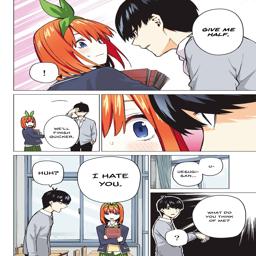 GIVE ME
HALF.
!
WE'LL
FINISH
QUICKER.
U-
UESUGI-
SAN...
WHAT DO
YOU THINK
OF ME?
?
I HATE
YOU.
HUH?